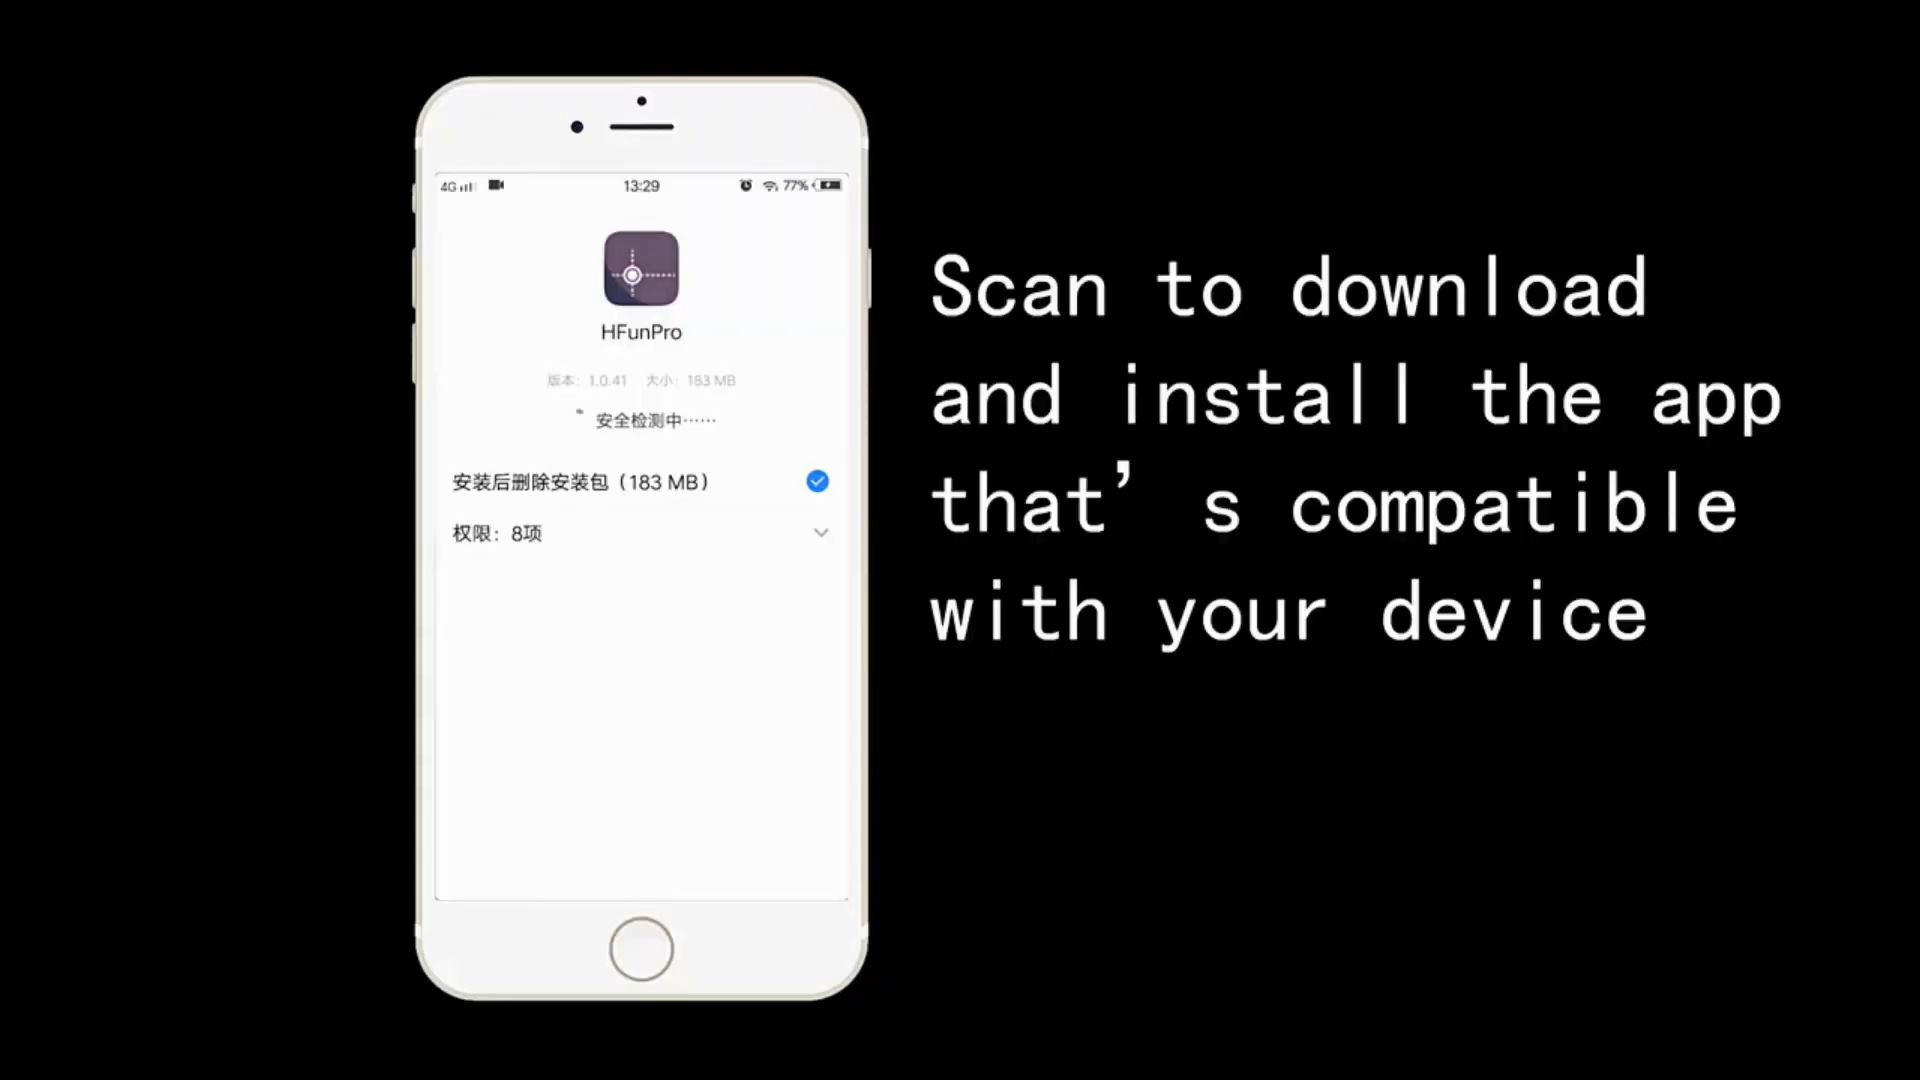 4G
13:29
77%
HFunPro
版本：1.0.41 大小：183 MB
安全检测中……
安装后删除安装包（183 MB）
权限：8项
Scan to download
and install the app
that’s compatible
with your device